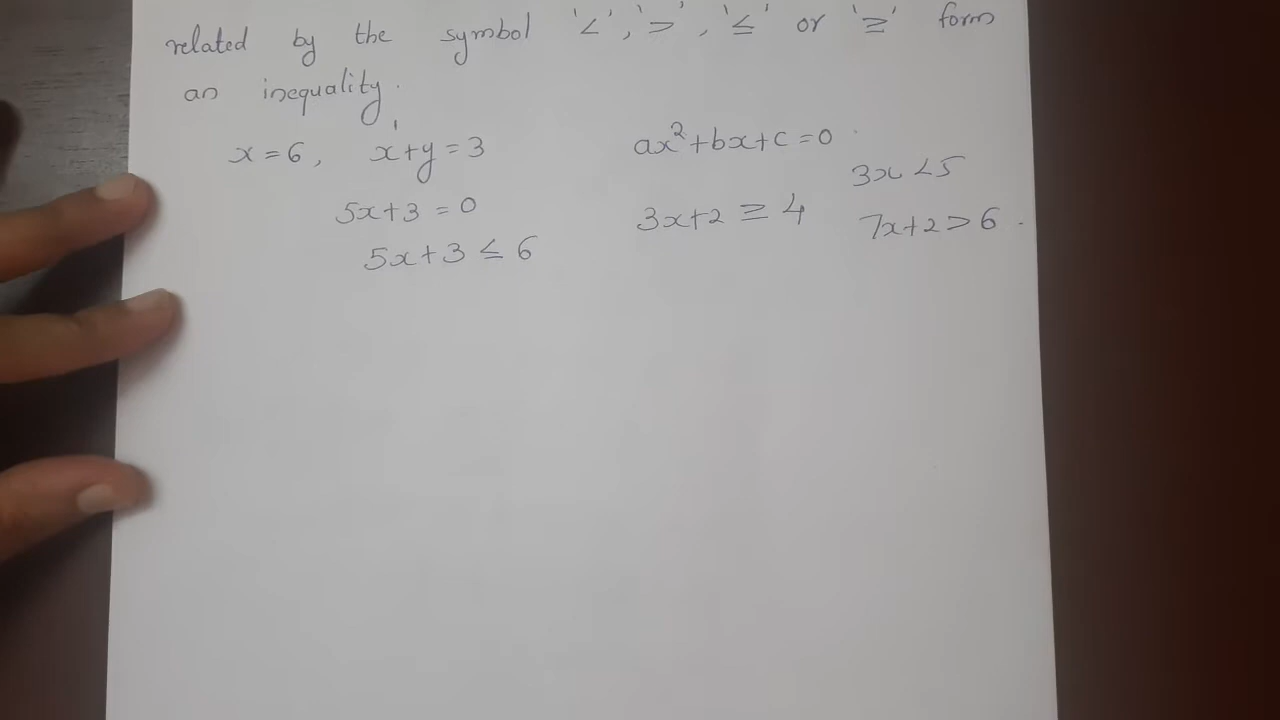 related by the symbol '<', '>', '≤' or '≥' form
an inequality.
x = 6, x+y = 3 ax²+bx+c = 0
3x < 5
5x+3 = 0 3x+2 ≥ 4 7x+2 > 6.
5x+3 ≤ 6